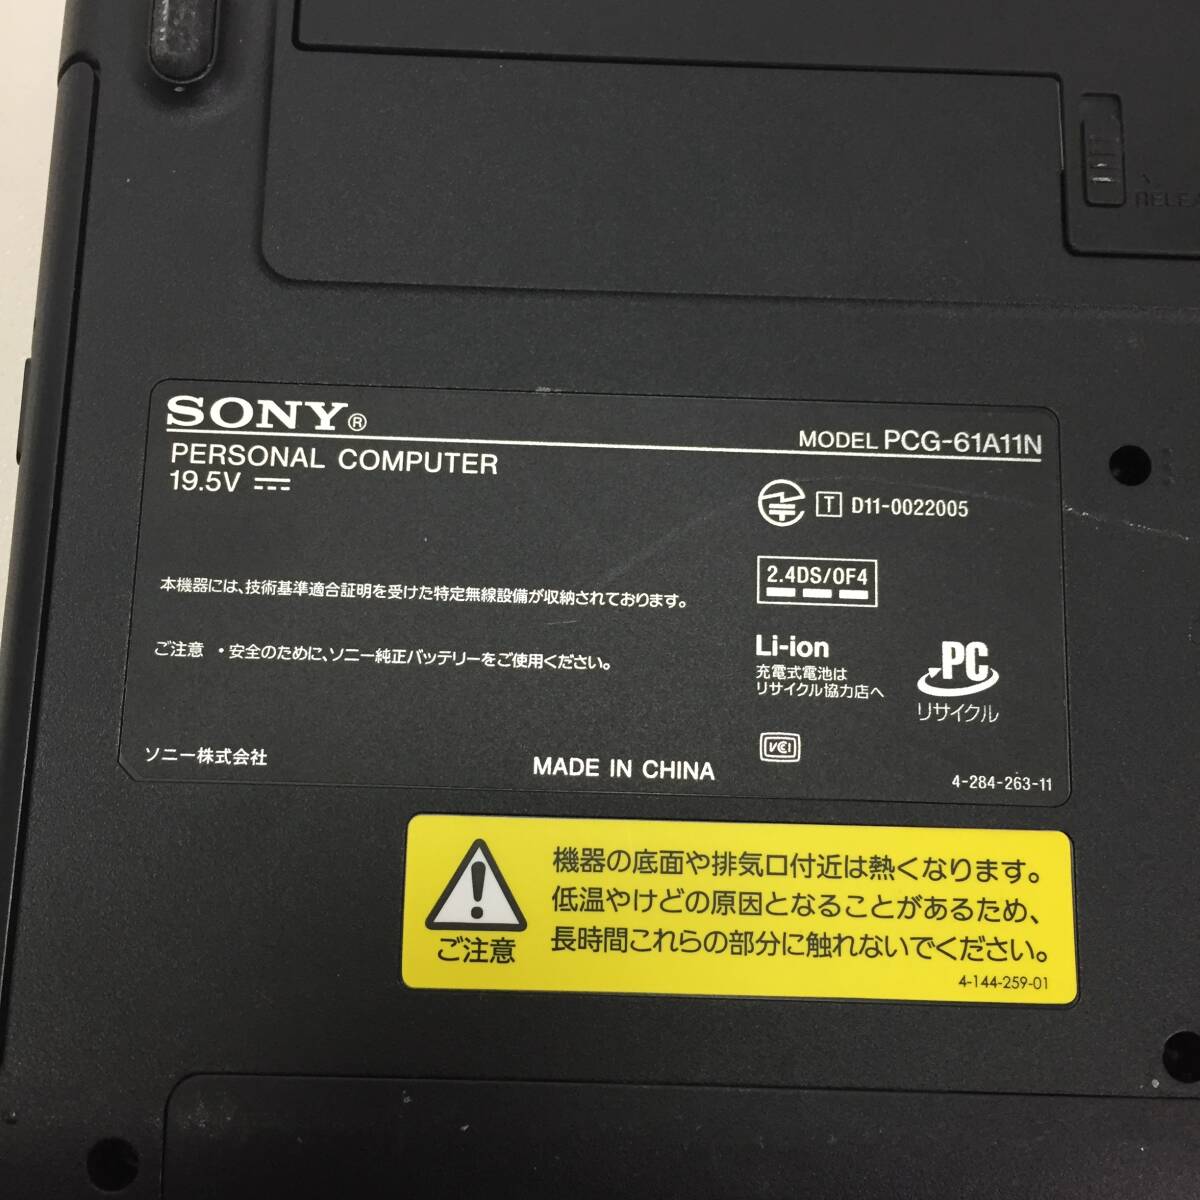 SONY®
MODEL PCG-61A11N
PERSONAL COMPUTER
19.5V
T D11-0022005
2.4DS/OF4
本機器には、技術基準適合証明を受けた特定無線設備が収納されております。
ご注意 ・安全のために、ソニー純正バッテリーをご使用ください。
Li-ion
充電式電池は
リサイクル協力店へ
PC
リサイクル
VCI
ソニー株式会社
MADE IN CHINA
4-284-263-11
機器の底面や排気口付近は熱くなります。
低温やけどの原因となることがあるため、
長時間これらの部分に触れないでください。
ご注意
4-144-259-01